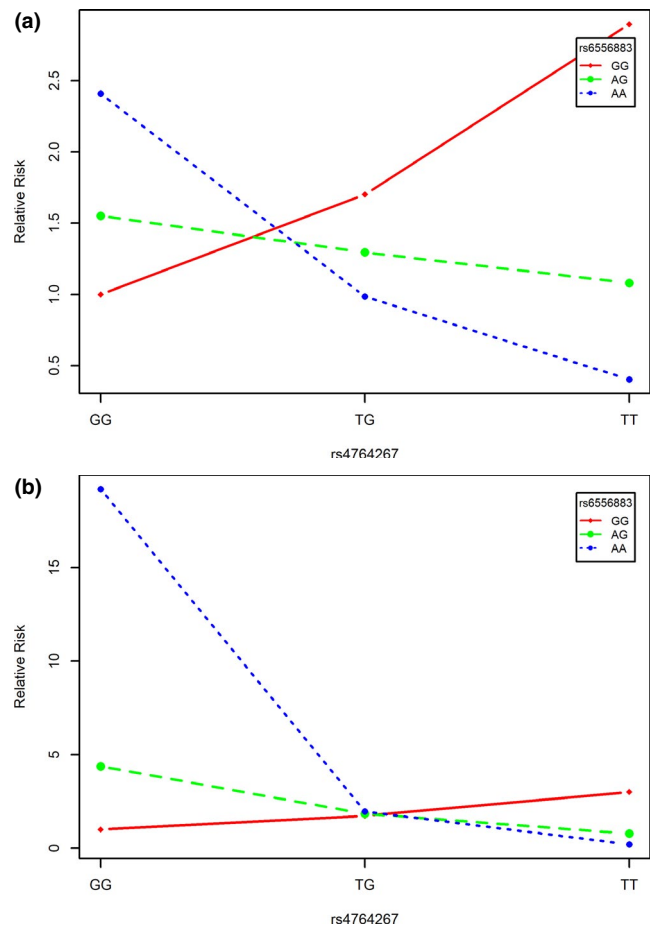 (a)
rs6556883
GG
AG
AA
Relative Risk
2.5
2.0
1.5
1.0
0.5
GG TG TT
rs4764267
(b)
rs6556883
GG
AG
AA
Relative Risk
15
10
5
0
GG TG TT
rs4764267